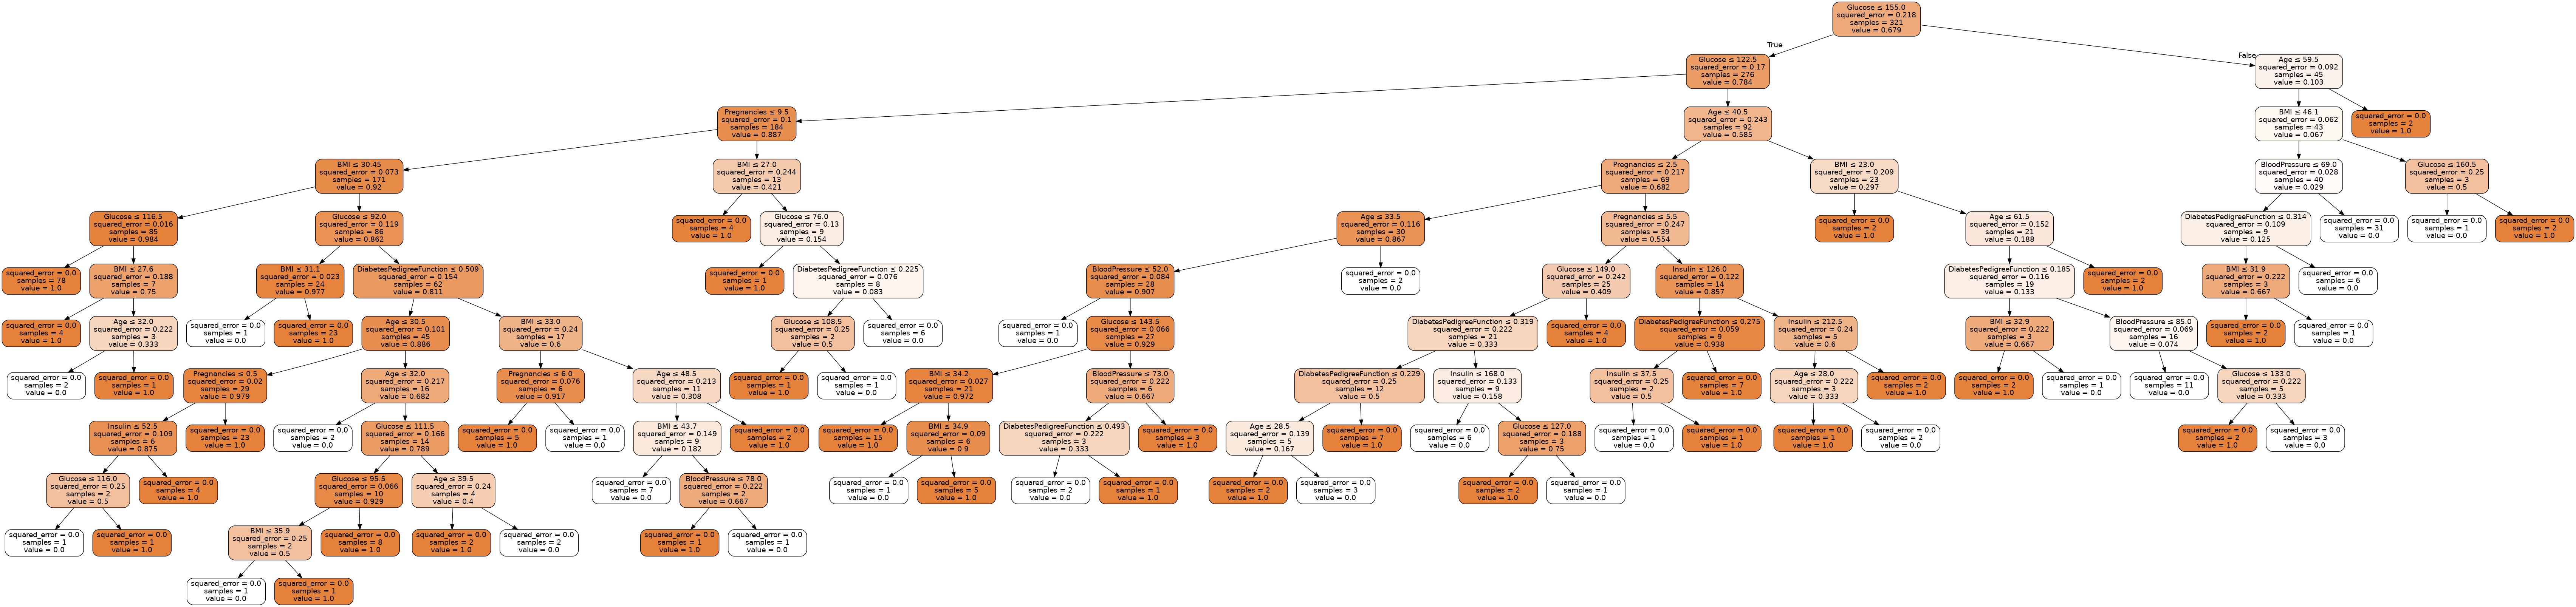 Glucose ≤ 155.0
squared_error = 0.218
samples = 321
value = 0.679
True
False
Glucose ≤ 122.5
squared_error = 0.17
samples = 276
value = 0.784
Age ≤ 59.5
squared_error = 0.092
samples = 45
value = 0.103
Pregnancies ≤ 9.5
squared_error = 0.1
samples = 184
value = 0.887
Age ≤ 40.5
squared_error = 0.243
samples = 92
value = 0.585
BMI ≤ 46.1
squared_error = 0.062
samples = 43
value = 0.067
squared_error = 0.0
samples = 2
value = 1.0
BMI ≤ 30.45
squared_error = 0.073
samples = 171
value = 0.92
BMI ≤ 27.0
squared_error = 0.244
samples = 13
value = 0.421
Pregnancies ≤ 2.5
squared_error = 0.217
samples = 69
value = 0.682
BMI ≤ 23.0
squared_error = 0.209
samples = 23
value = 0.297
BloodPressure ≤ 69.0
squared_error = 0.028
samples = 40
value = 0.029
Glucose ≤ 160.5
squared_error = 0.25
samples = 3
value = 0.5
Glucose ≤ 116.5
squared_error = 0.016
samples = 85
value = 0.984
Glucose ≤ 92.0
squared_error = 0.119
samples = 86
value = 0.862
squared_error = 0.0
samples = 4
value = 1.0
Glucose ≤ 76.0
squared_error = 0.13
samples = 9
value = 0.154
Age ≤ 33.5
squared_error = 0.116
samples = 30
value = 0.867
Pregnancies ≤ 5.5
squared_error = 0.247
samples = 39
value = 0.554
squared_error = 0.0
samples = 2
value = 1.0
Age ≤ 61.5
squared_error = 0.152
samples = 21
value = 0.188
DiabetesPedigreeFunction ≤ 0.314
squared_error = 0.109
samples = 9
value = 0.125
squared_error = 0.0
samples = 31
value = 0.0
squared_error = 0.0
samples = 1
value = 0.0
squared_error = 0.0
samples = 2
value = 1.0
squared_error = 0.0
samples = 78
value = 1.0
BMI ≤ 27.6
squared_error = 0.188
samples = 7
value = 0.75
BMI ≤ 31.1
squared_error = 0.023
samples = 24
value = 0.977
DiabetesPedigreeFunction ≤ 0.509
squared_error = 0.154
samples = 62
value = 0.811
squared_error = 0.0
samples = 1
value = 1.0
DiabetesPedigreeFunction ≤ 0.225
squared_error = 0.076
samples = 8
value = 0.083
BloodPressure ≤ 52.0
squared_error = 0.084
samples = 28
value = 0.907
squared_error = 0.0
samples = 2
value = 0.0
Glucose ≤ 149.0
squared_error = 0.242
samples = 25
value = 0.409
Insulin ≤ 126.0
squared_error = 0.122
samples = 14
value = 0.857
DiabetesPedigreeFunction ≤ 0.185
squared_error = 0.116
samples = 19
value = 0.133
squared_error = 0.0
samples = 2
value = 1.0
BMI ≤ 31.9
squared_error = 0.222
samples = 3
value = 0.667
squared_error = 0.0
samples = 6
value = 0.0
squared_error = 0.0
samples = 4
value = 1.0
Age ≤ 32.0
squared_error = 0.222
samples = 3
value = 0.333
squared_error = 0.0
samples = 1
value = 0.0
squared_error = 0.0
samples = 23
value = 1.0
Age ≤ 30.5
squared_error = 0.101
samples = 45
value = 0.886
BMI ≤ 33.0
squared_error = 0.24
samples = 17
value = 0.6
Glucose ≤ 108.5
squared_error = 0.25
samples = 2
value = 0.5
squared_error = 0.0
samples = 6
value = 0.0
squared_error = 0.0
samples = 1
value = 0.0
Glucose ≤ 143.5
squared_error = 0.066
samples = 27
value = 0.929
DiabetesPedigreeFunction ≤ 0.319
squared_error = 0.222
samples = 21
value = 0.333
squared_error = 0.0
samples = 4
value = 1.0
DiabetesPedigreeFunction ≤ 0.275
squared_error = 0.059
samples = 9
value = 0.938
Insulin ≤ 212.5
squared_error = 0.24
samples = 5
value = 0.6
BMI ≤ 32.9
squared_error = 0.222
samples = 3
value = 0.667
BloodPressure ≤ 85.0
squared_error = 0.069
samples = 16
value = 0.074
squared_error = 0.0
samples = 2
value = 1.0
squared_error = 0.0
samples = 1
value = 0.0
squared_error = 0.0
samples = 2
value = 0.0
squared_error = 0.0
samples = 1
value = 1.0
Pregnancies ≤ 0.5
squared_error = 0.02
samples = 29
value = 0.979
Age ≤ 32.0
squared_error = 0.217
samples = 16
value = 0.682
Pregnancies ≤ 6.0
squared_error = 0.076
samples = 6
value = 0.917
Age ≤ 48.5
squared_error = 0.213
samples = 11
value = 0.308
squared_error = 0.0
samples = 1
value = 1.0
squared_error = 0.0
samples = 1
value = 0.0
BMI ≤ 34.2
squared_error = 0.027
samples = 21
value = 0.972
BloodPressure ≤ 73.0
squared_error = 0.222
samples = 6
value = 0.667
DiabetesPedigreeFunction ≤ 0.229
squared_error = 0.25
samples = 12
value = 0.5
Insulin ≤ 168.0
squared_error = 0.133
samples = 9
value = 0.158
Insulin ≤ 37.5
squared_error = 0.25
samples = 2
value = 0.5
squared_error = 0.0
samples = 7
value = 1.0
Age ≤ 28.0
squared_error = 0.222
samples = 3
value = 0.333
squared_error = 0.0
samples = 2
value = 1.0
squared_error = 0.0
samples = 2
value = 1.0
squared_error = 0.0
samples = 1
value = 0.0
squared_error = 0.0
samples = 11
value = 0.0
Glucose ≤ 133.0
squared_error = 0.222
samples = 5
value = 0.333
Insulin ≤ 52.5
squared_error = 0.109
samples = 6
value = 0.875
squared_error = 0.0
samples = 23
value = 1.0
squared_error = 0.0
samples = 2
value = 0.0
Glucose ≤ 111.5
squared_error = 0.166
samples = 14
value = 0.789
squared_error = 0.0
samples = 5
value = 1.0
squared_error = 0.0
samples = 1
value = 0.0
BMI ≤ 43.7
squared_error = 0.149
samples = 9
value = 0.182
squared_error = 0.0
samples = 2
value = 1.0
squared_error = 0.0
samples = 15
value = 1.0
BMI ≤ 34.9
squared_error = 0.09
samples = 6
value = 0.9
DiabetesPedigreeFunction ≤ 0.493
squared_error = 0.222
samples = 3
value = 0.333
squared_error = 0.0
samples = 3
value = 1.0
Age ≤ 28.5
squared_error = 0.139
samples = 5
value = 0.167
squared_error = 0.0
samples = 7
value = 1.0
squared_error = 0.0
samples = 6
value = 0.0
Glucose ≤ 127.0
squared_error = 0.188
samples = 3
value = 0.75
squared_error = 0.0
samples = 1
value = 0.0
squared_error = 0.0
samples = 1
value = 1.0
squared_error = 0.0
samples = 1
value = 1.0
squared_error = 0.0
samples = 2
value = 0.0
squared_error = 0.0
samples = 2
value = 1.0
squared_error = 0.0
samples = 3
value = 0.0
Glucose ≤ 116.0
squared_error = 0.25
samples = 2
value = 0.5
squared_error = 0.0
samples = 4
value = 1.0
Glucose ≤ 95.5
squared_error = 0.066
samples = 10
value = 0.929
Age ≤ 39.5
squared_error = 0.24
samples = 4
value = 0.4
squared_error = 0.0
samples = 7
value = 0.0
BloodPressure ≤ 78.0
squared_error = 0.222
samples = 2
value = 0.667
squared_error = 0.0
samples = 1
value = 0.0
squared_error = 0.0
samples = 5
value = 1.0
squared_error = 0.0
samples = 2
value = 0.0
squared_error = 0.0
samples = 1
value = 1.0
squared_error = 0.0
samples = 2
value = 1.0
squared_error = 0.0
samples = 3
value = 0.0
squared_error = 0.0
samples = 2
value = 1.0
squared_error = 0.0
samples = 1
value = 0.0
squared_error = 0.0
samples = 1
value = 0.0
squared_error = 0.0
samples = 1
value = 1.0
BMI ≤ 35.9
squared_error = 0.25
samples = 2
value = 0.5
squared_error = 0.0
samples = 8
value = 1.0
squared_error = 0.0
samples = 2
value = 1.0
squared_error = 0.0
samples = 2
value = 0.0
squared_error = 0.0
samples = 1
value = 1.0
squared_error = 0.0
samples = 1
value = 0.0
squared_error = 0.0
samples = 1
value = 0.0
squared_error = 0.0
samples = 1
value = 1.0